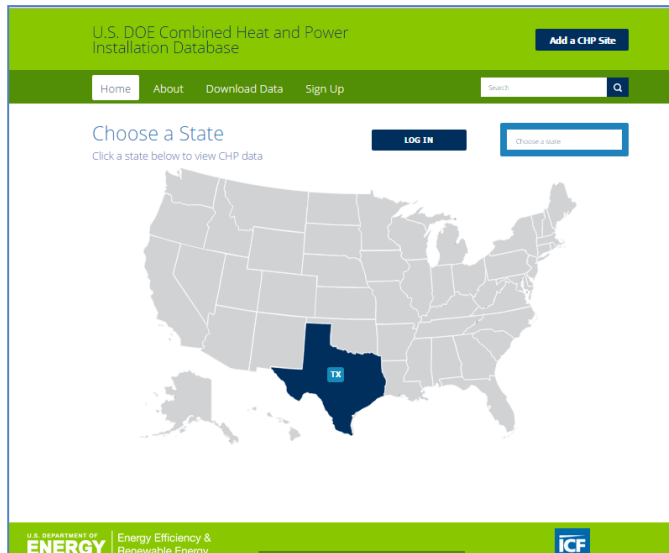 U.S. DOE Combined Heat and Power
Installation Database
Add a CHP Site
Home About Download Data Sign Up
Search
Choose a State
LOG IN
Choose a state
Click a state below to view CHP data
TX
U.S. DEPARTMENT OF
ENERGY
Energy Efficiency &
Renewable Energy
ICF